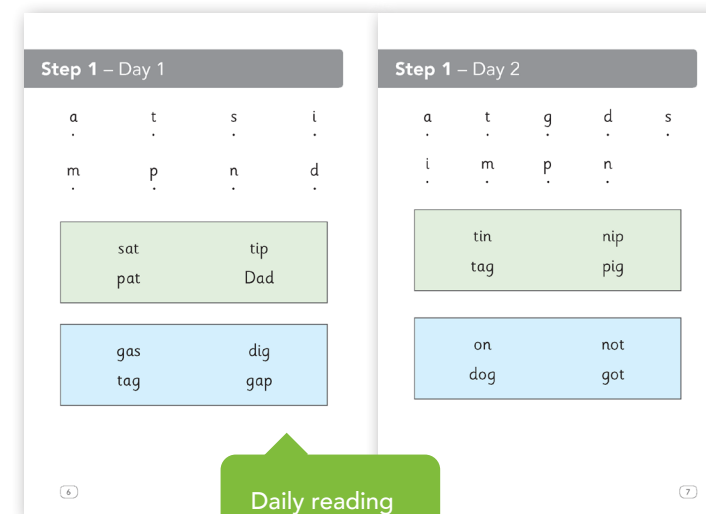 Step 1 – Day 1
a t s i
m p n d
sat tip
pat Dad
gas dig
tag gap
6
Step 1 – Day 2
a t g d s
i m p n
tin nip
tag pig
on not
dog got
7
Daily reading